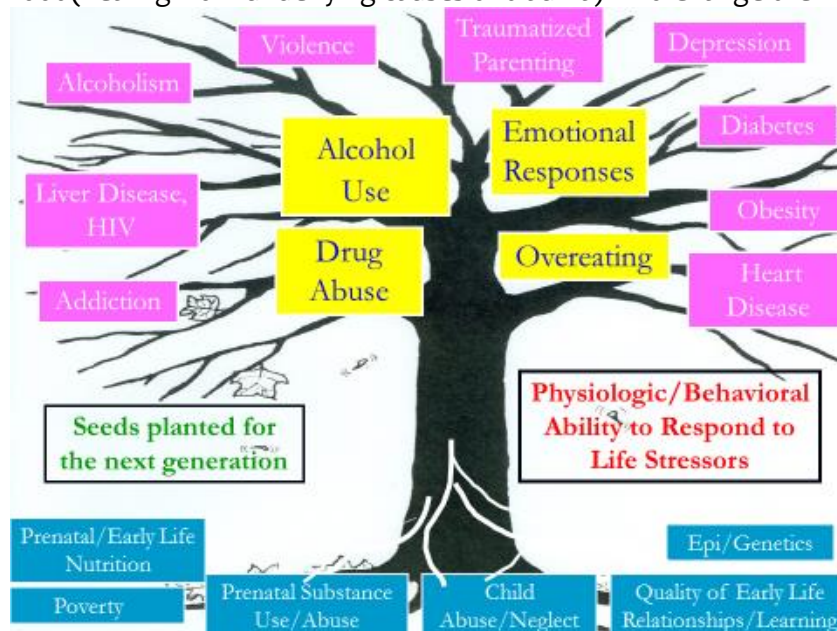 Violence
Traumatized
Parenting
Depression
Alcoholism
Diabetes
Alcohol
Use
Emotional
Responses
Liver Disease,
HIV
Obesity
Drug
Abuse
Overeating
Addiction
Heart
Disease
Seeds planted for
the next generation
Physiologic/Behavioral
Ability to Respond to
Life Stressors
Prenatal/Early Life
Nutrition
Epi/Genetics
Poverty
Prenatal Substance
Use/Abuse
Child
Abuse/Neglect
Quality of Early Life
Relationships/Learning